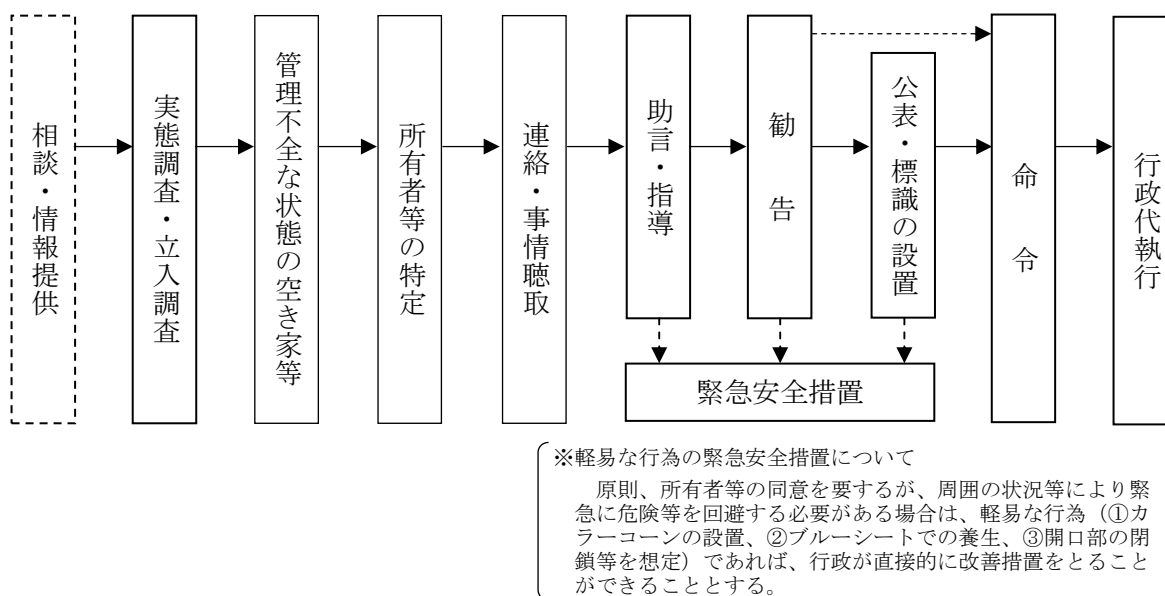 相談・情報提供
実態調査・立入調査
管理不全な状態の空き家等
所有者等の特定
連絡・事情聴取
助言・指導
勧告
公表・標識の設置
命令
行政代執行
緊急安全措置
※軽易な行為の緊急安全措置について
原則、所有者等の同意を要するが、周囲の状況等により緊
急に危険等を回避する必要がある場合は、軽易な行為（①カ
ラーコーンの設置、②ブルーシートでの養生、③開口部の閉
鎖等を想定）であれば、行政が直接的に改善措置をとること
ができることとする。